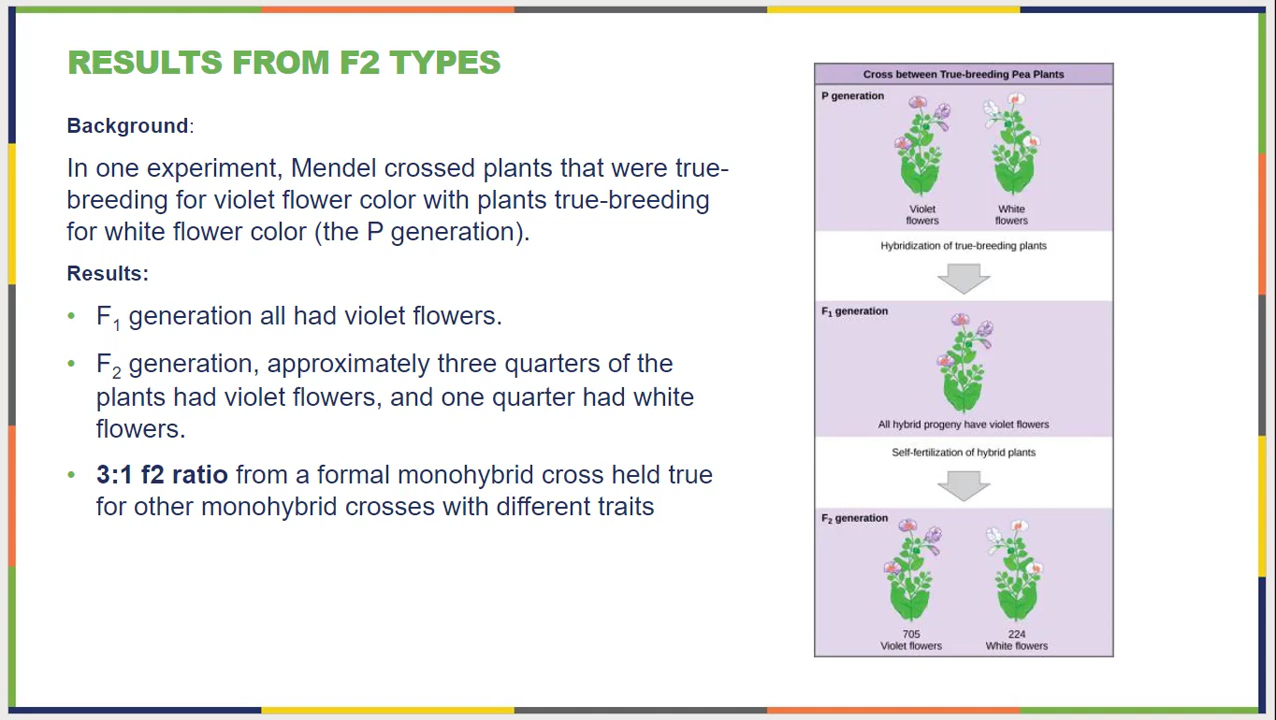 RESULTS FROM F2 TYPES
Background:
In one experiment, Mendel crossed plants that were true-
breeding for violet flower color with plants true-breeding
for white flower color (the P generation).
Results:
• F1 generation all had violet flowers.
• F2 generation, approximately three quarters of the
plants had violet flowers, and one quarter had white
flowers.
• 3:1 f2 ratio from a formal monohybrid cross held true
for other monohybrid crosses with different traits
Cross between True-breeding Pea Plants
P generation
Violet
flowers
White
flowers
Hybridization of true-breeding plants
F1 generation
All hybrid progeny have violet flowers
Self-fertilization of hybrid plants
F2 generation
705
Violet flowers
224
White flowers